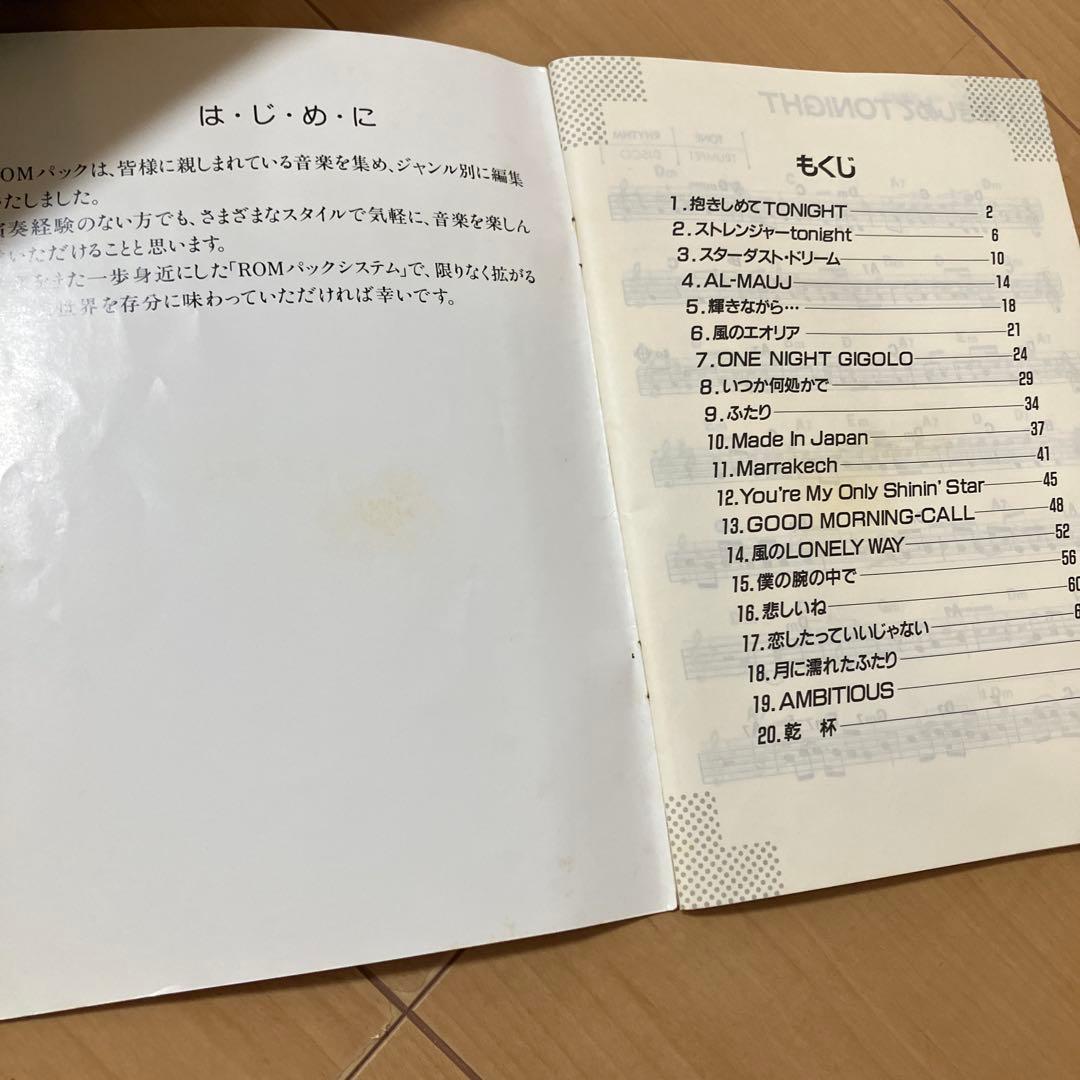 は・じ・め・に
OMパックは、皆様に親しまれている音楽を集め、ジャンル別に編集
たしました。
演奏経験のない方でも、さまざまなスタイルで気軽に、音楽を楽しん
いただけることと思います。
また一歩身近にした「ROMパックシステム」で、限りなく拡がる
世界を存分に味わっていただければ幸いです。
もくじ
1.抱きしめてTONIGHT 2
2.ストレンジャーtonight 6
3.スターダスト・ドリーム 10
4.AL-MAUJ 14
5.輝きながら… 18
6.風のエオリア 21
7.ONE NIGHT GIGOLO 24
8.いつか何処かで 29
9.ふたり 34
10.Made In Japan 37
11.Marrakech 41
12.You're My Only Shinin' Star 45
13.GOOD MORNING-CALL 48
14.風のLONELY WAY 52
15.僕の腕の中で 56
16.悲しいね 60
17.恋したっていいじゃない 6
18.月に濡れたふたり
19.AMBITIOUS
20.乾 杯